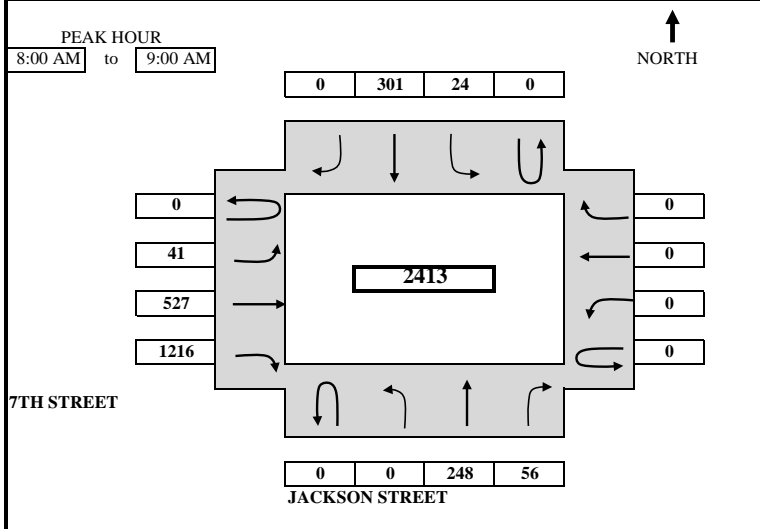 PEAK HOUR
8:00 AM to 9:00 AM
NORTH
0 301 24 0
0 0
41 0
2413
527 0
1216 0
7TH STREET
0 0 248 56
JACKSON STREET